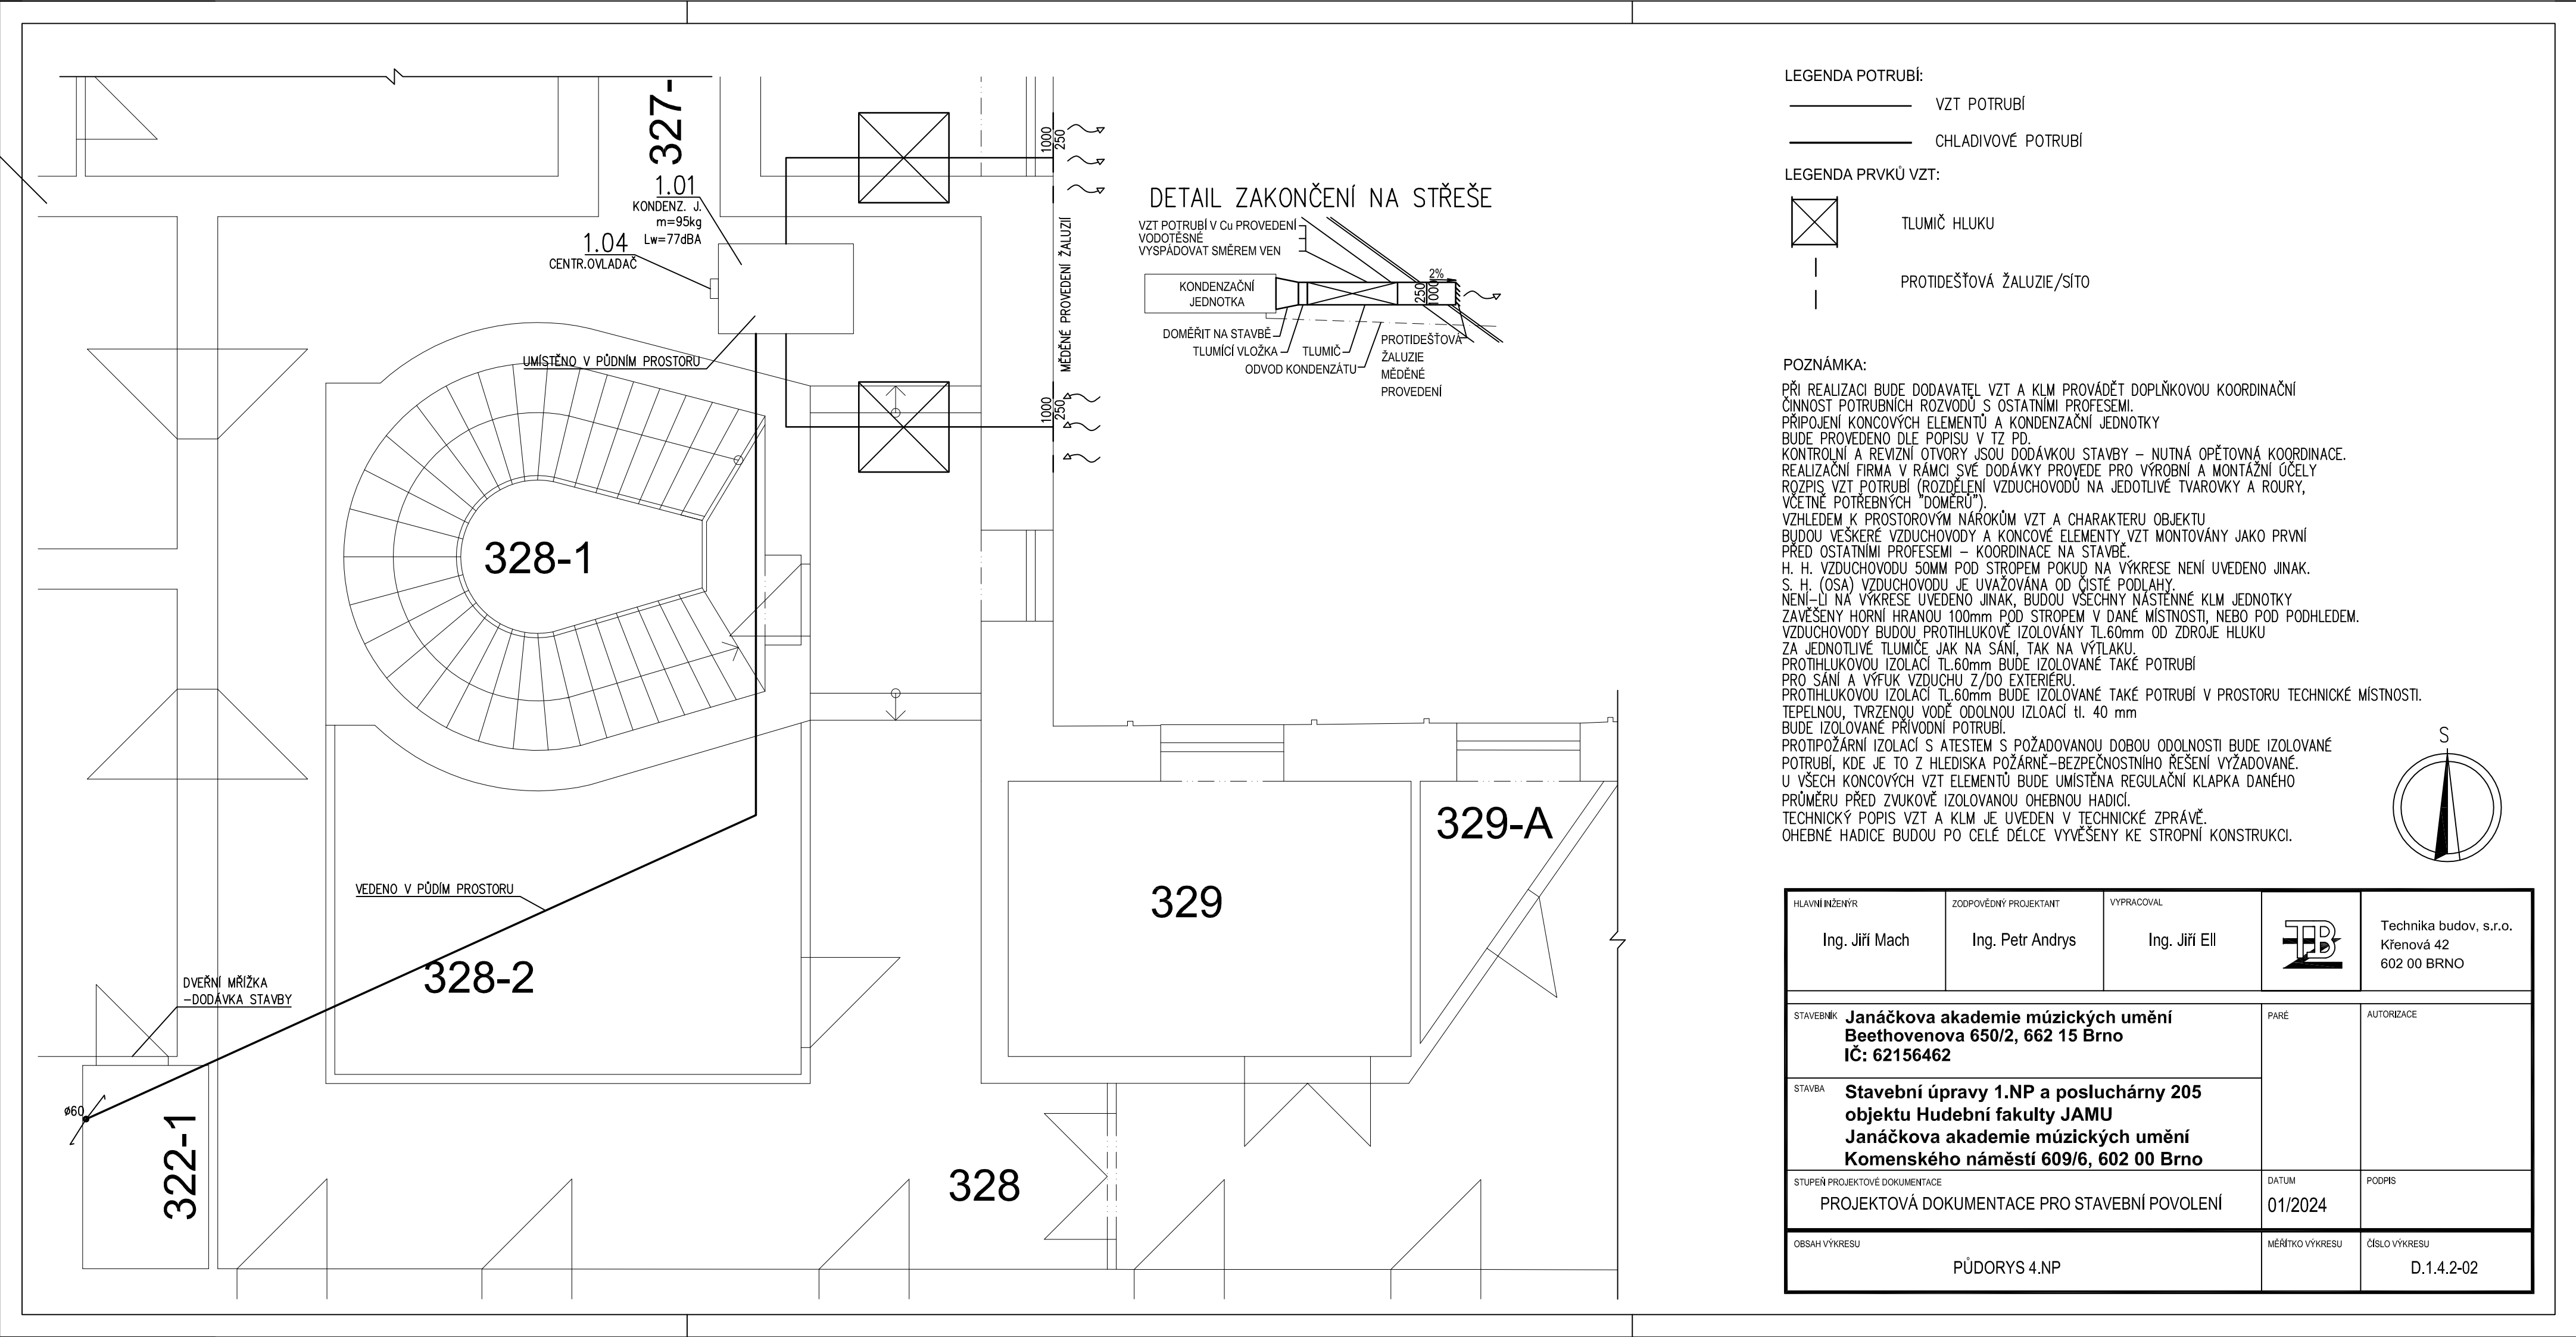 327-
1.01
KONDENZ. J.
m=95kg
Lw=77dBA
1.04
CENTR.OVLADAČ
UMÍSTĚNO V PŮDNÍM PROSTORU
1000
250
MĚDĚNÉ PROVEDENÍ ŽALUZIÍ
1000
250
328-1
VEDENO V PŮDÍM PROSTORU
328-2
DVEŘNÍ MŘÍŽKA
-DODÁVKA STAVBY
ø60
322-1
328
329
329-A
DETAIL ZAKONČENÍ NA STŘEŠE
VZT POTRUBÍ V Cu PROVEDENÍ
VODOTĚSNÉ
VYSPÁDOVAT SMĚREM VEN
KONDENZAČNÍ
JEDNOTKA
2%
250
1000
DOMĚŘIT NA STAVBĚ
TLUMÍCÍ VLOŽKA
TLUMIČ
ODVOD KONDENZÁTU
PROTIDEŠŤOVÁ
ŽALUZIE
MĚDĚNÉ
PROVEDENÍ
LEGENDA POTRUBÍ:
VZT POTRUBÍ
CHLADIVOVÉ POTRUBÍ
LEGENDA PRVKŮ VZT:
TLUMIČ HLUKU
PROTIDEŠŤOVÁ ŽALUZIE/SÍTO
POZNÁMKA:
PŘI REALIZACI BUDE DODAVATEL VZT A KLM PROVÁDĚT DOPLŇKOVOU KOORDINAČNÍ
ČINNOST POTRUBNÍCH ROZVODŮ S OSTATNÍMI PROFESEMI.
PŘIPOJENÍ KONCOVÝCH ELEMENTŮ A KONDENZAČNÍ JEDNOTKY
BUDE PROVEDENO DLE POPISU V TZ PD.
KONTROLNÍ A REVIZNÍ OTVORY JSOU DODÁVKOU STAVBY – NUTNÁ OPĚTOVNÁ KOORDINACE.
REALIZAČNÍ FIRMA V RÁMCI SVÉ DODÁVKY PROVEDE PRO VÝROBNÍ A MONTÁŽNÍ ÚČELY
ROZPIS VZT POTRUBÍ (ROZDĚLENÍ VZDUCHOVODŮ NA JEDOTLIVÉ TVAROVKY A ROURY,
VČETNĚ POTŘEBNÝCH "DOMĚRŮ").
VZHLEDEM K PROSTOROVÝM NÁROKŮM VZT A CHARAKTERU OBJEKTU
BUDOU VEŠKERÉ VZDUCHOVODY A KONCOVÉ ELEMENTY VZT MONTOVÁNY JAKO PRVNÍ
PŘED OSTATNÍMI PROFESEMI – KOORDINACE NA STAVBĚ.
H. H. VZDUCHOVODU 50MM POD STROPEM POKUD NA VÝKRESE NENÍ UVEDENO JINAK.
S. H. (OSA) VZDUCHOVODU JE UVAŽOVÁNA OD ČISTÉ PODLAHY.
NENÍ-LI NA VÝKRESE UVEDENO JINAK, BUDOU VŠECHNY NÁSTĚNNÉ KLM JEDNOTKY
ZAVĚŠENY HORNÍ HRANOU 100mm POD STROPEM V DANÉ MÍSTNOSTI, NEBO POD PODHLEDEM.
VZDUCHOVODY BUDOU PROTIHLUKOVĚ IZOLOVÁNY TL.60mm OD ZDROJE HLUKU
ZA JEDNOTLIVÉ TLUMIČE JAK NA SÁNÍ, TAK NA VÝTLAKU.
PROTIHLUKOVOU IZOLACÍ TL.60mm BUDE IZOLOVANÉ TAKÉ POTRUBÍ
PRO SÁNÍ A VÝFUK VZDUCHU Z/DO EXTERIÉRU.
PROTIHLUKOVOU IZOLACÍ TL.60mm BUDE IZOLOVANÉ TAKÉ POTRUBÍ V PROSTORU TECHNICKÉ MÍSTNOSTI.
TEPELNOU, TVRZENOU VODĚ ODOLNOU IZLOACÍ tl. 40 mm
BUDE IZOLOVANÉ PŘÍVODNÍ POTRUBÍ.
PROTIPOŽÁRNÍ IZOLACÍ S ATESTEM S POŽADOVANOU DOBOU ODOLNOSTI BUDE IZOLOVANÉ
POTRUBÍ, KDE JE TO Z HLEDISKA POŽÁRNĚ-BEZPEČNOSTNÍHO ŘEŠENÍ VYŽADOVANÉ.
U VŠECH KONCOVÝCH VZT ELEMENTŮ BUDE UMÍSTĚNA REGULAČNÍ KLAPKA DANÉHO
PRŮMĚRU PŘED ZVUKOVĚ IZOLOVANOU OHEBNOU HADICÍ.
TECHNICKÝ POPIS VZT A KLM JE UVEDEN V TECHNICKÉ ZPRÁVĚ.
OHEBNÉ HADICE BUDOU PO CELÉ DÉLCE VYVĚŠENY KE STROPNÍ KONSTRUKCI.
S
HLAVNÍ INŽENÝR
Ing. Jiří Mach
ZODPOVĚDNÝ PROJEKTANT
Ing. Petr Andrys
VYPRACOVAL
Ing. Jiří Ell
TB
Technika budov, s.r.o.
Křenová 42
602 00 BRNO
STAVEBNÍK
Janáčkova akademie múzických umění
Beethovenova 650/2, 662 15 Brno
IČ: 62156462
PARÉ
AUTORIZACE
STAVBA
Stavební úpravy 1.NP a posluchárny 205
objektu Hudební fakulty JAMU
Janáčkova akademie múzických umění
Komenského náměstí 609/6, 602 00 Brno
STUPEŇ PROJEKTOVÉ DOKUMENTACE
PROJEKTOVÁ DOKUMENTACE PRO STAVEBNÍ POVOLENÍ
DATUM
01/2024
PODPIS
OBSAH VÝKRESU
PŮDORYS 4.NP
MĚŘÍTKO VÝKRESU
ČÍSLO VÝKRESU
D.1.4.2-02